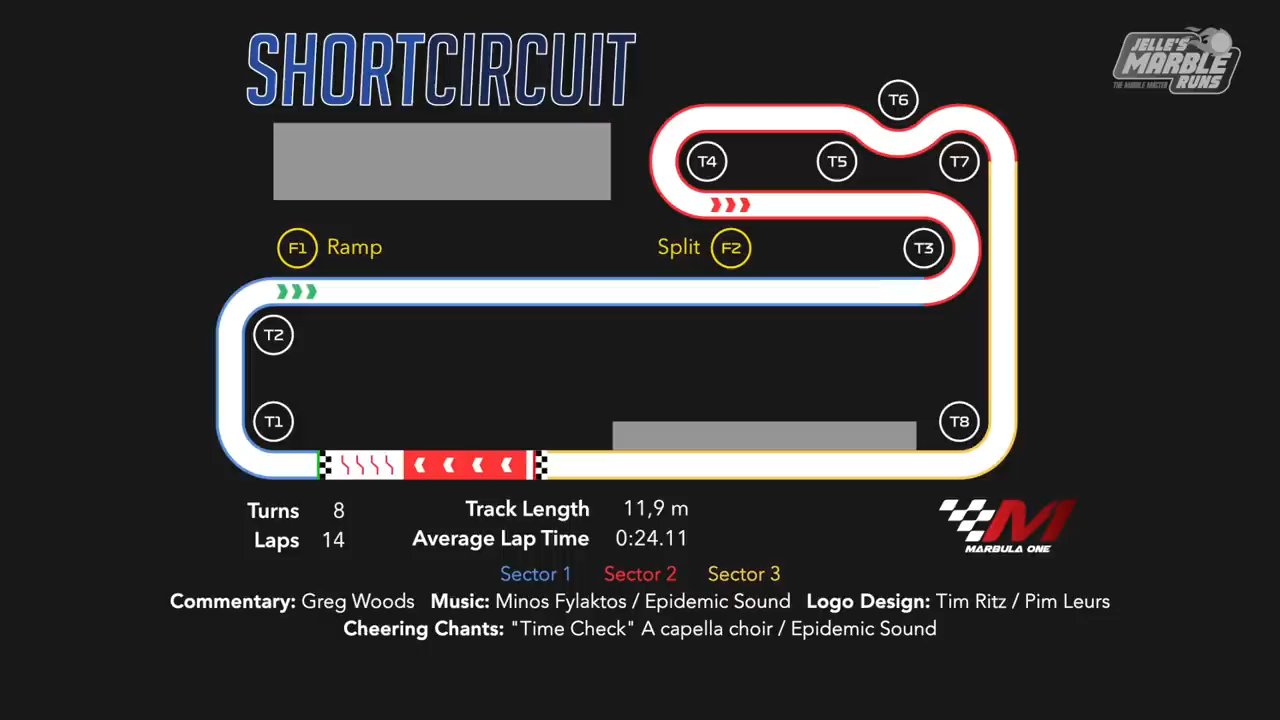 SHORTCIRCUIT
JELLE'S
MARBLE
RUNS
THE MARBLE MASTER
T6
T4
T5
T7
F1 Ramp
Split F2
T3
T2
T1
T8
Turns 8
Laps 14
Track Length 11,9 m
Average Lap Time 0:24.11
M1
MARBULA ONE
Sector 1 Sector 2 Sector 3
Commentary: Greg Woods Music: Minos Fylaktos / Epidemic Sound Logo Design: Tim Ritz / Pim Leurs
Cheering Chants: "Time Check" A capella choir / Epidemic Sound